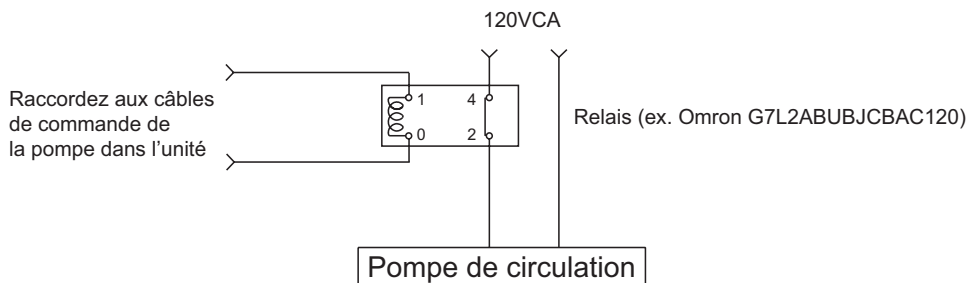 120VCA
Raccordez aux câbles
de commande de
la pompe dans l'unité
1
4
0
2
Relais (ex. Omron G7L2ABUBJCBAC120)
Pompe de circulation